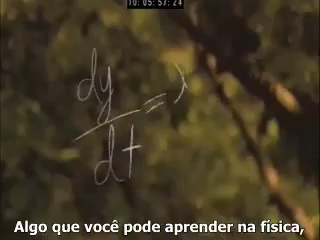 10:05:57:24
dy
dt =
Algo que você pode aprender na física,